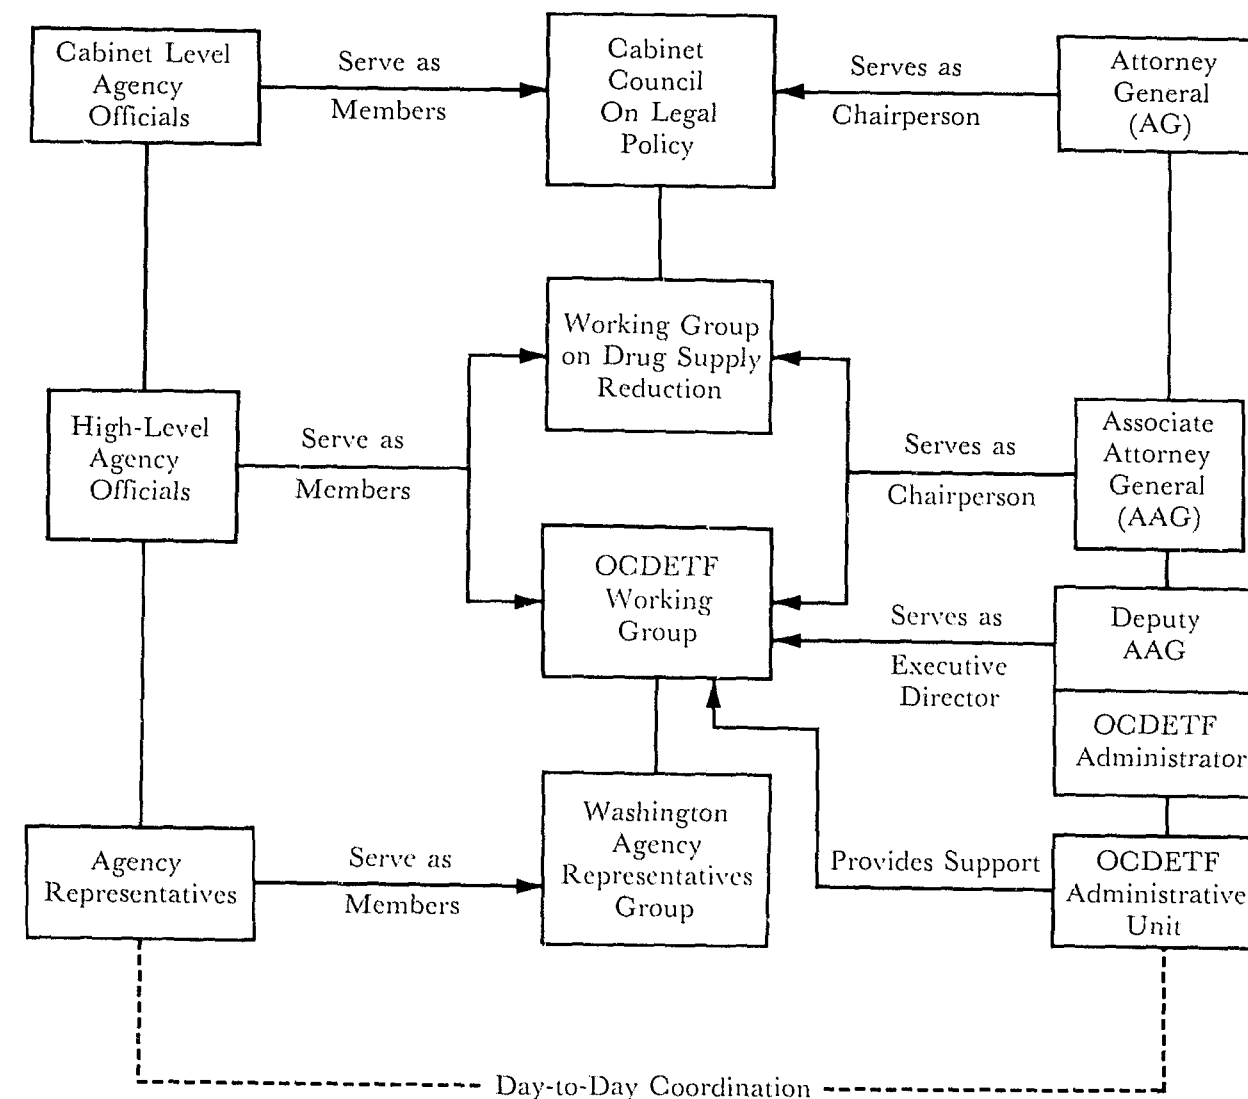 Cabinet Level
Agency
Officials
Serve as
Members
Cabinet
Council
On Legal
Policy
Serves as
Chairperson
Attorney
General
(AG)
Working Group
on Drug Supply
Reduction
High-Level
Agency
Officials
Serve as
Members
Serves as
Chairperson
Associate
Attorney
General
(AAG)
OCDETF
Working
Group
Serves as
Executive
Director
Deputy
AAG
OCDETF
Administrator
Agency
Representatives
Serve as
Members
Washington
Agency
Representatives
Group
Provides Support
OCDETF
Administrative
Unit
Day-to-Day Coordination